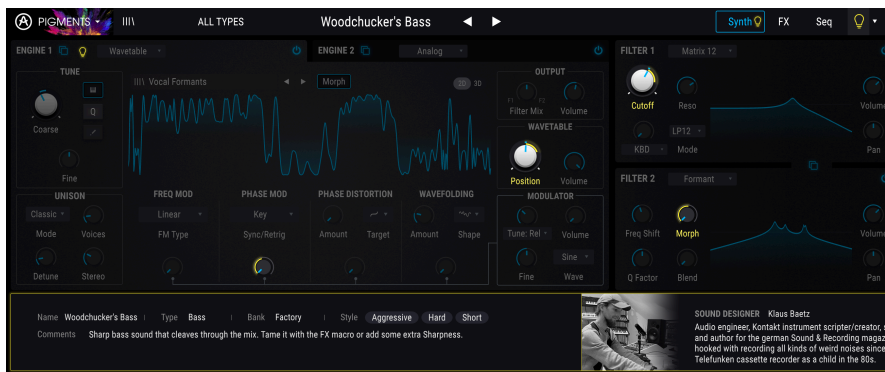 PIGMENTS
ALL TYPES
Woodchucker's Bass
Synth
FX
Seq
ENGINE 1
Wavetable
ENGINE 2
Analog
FILTER 1
Matrix 12
TUNE
Vocal Formants
Morph
2D 3D
OUTPUT
Q
F1 F2
Filter Mix Volume
Cutoff
Reso
Volume
Coarse
WAVETABLE
LP12
KBD
Mode
Pan
Fine
Position
Volume
UNISON
FREQ MOD
PHASE MOD
PHASE DISTORTION
WAVEFOLDING
MODULATOR
FILTER 2
Formant
Classic
Linear
Key
Mode
Voices
FM Type
Sync/Retrig
Amount
Target
Amount
Shape
Tune: Rel
Volume
Freq Shift
Morph
Volume
Sine
Detune
Stereo
Fine
Wave
Q Factor
Blend
Pan
Name Woodchucker's Bass Type Bass Bank Factory Style Aggressive Hard Short
Comments Sharp bass sound that cleaves through the mix. Tame it with the FX macro or add some extra Sharpness.
SOUND DESIGNER Klaus Baetz
Audio engineer, Kontakt instrument scripter/creator, s
and author for the german Sound & Recording magaz
hooked with recording all kinds of weird noises since
Telefunken cassette recorder as a child in the 80s.